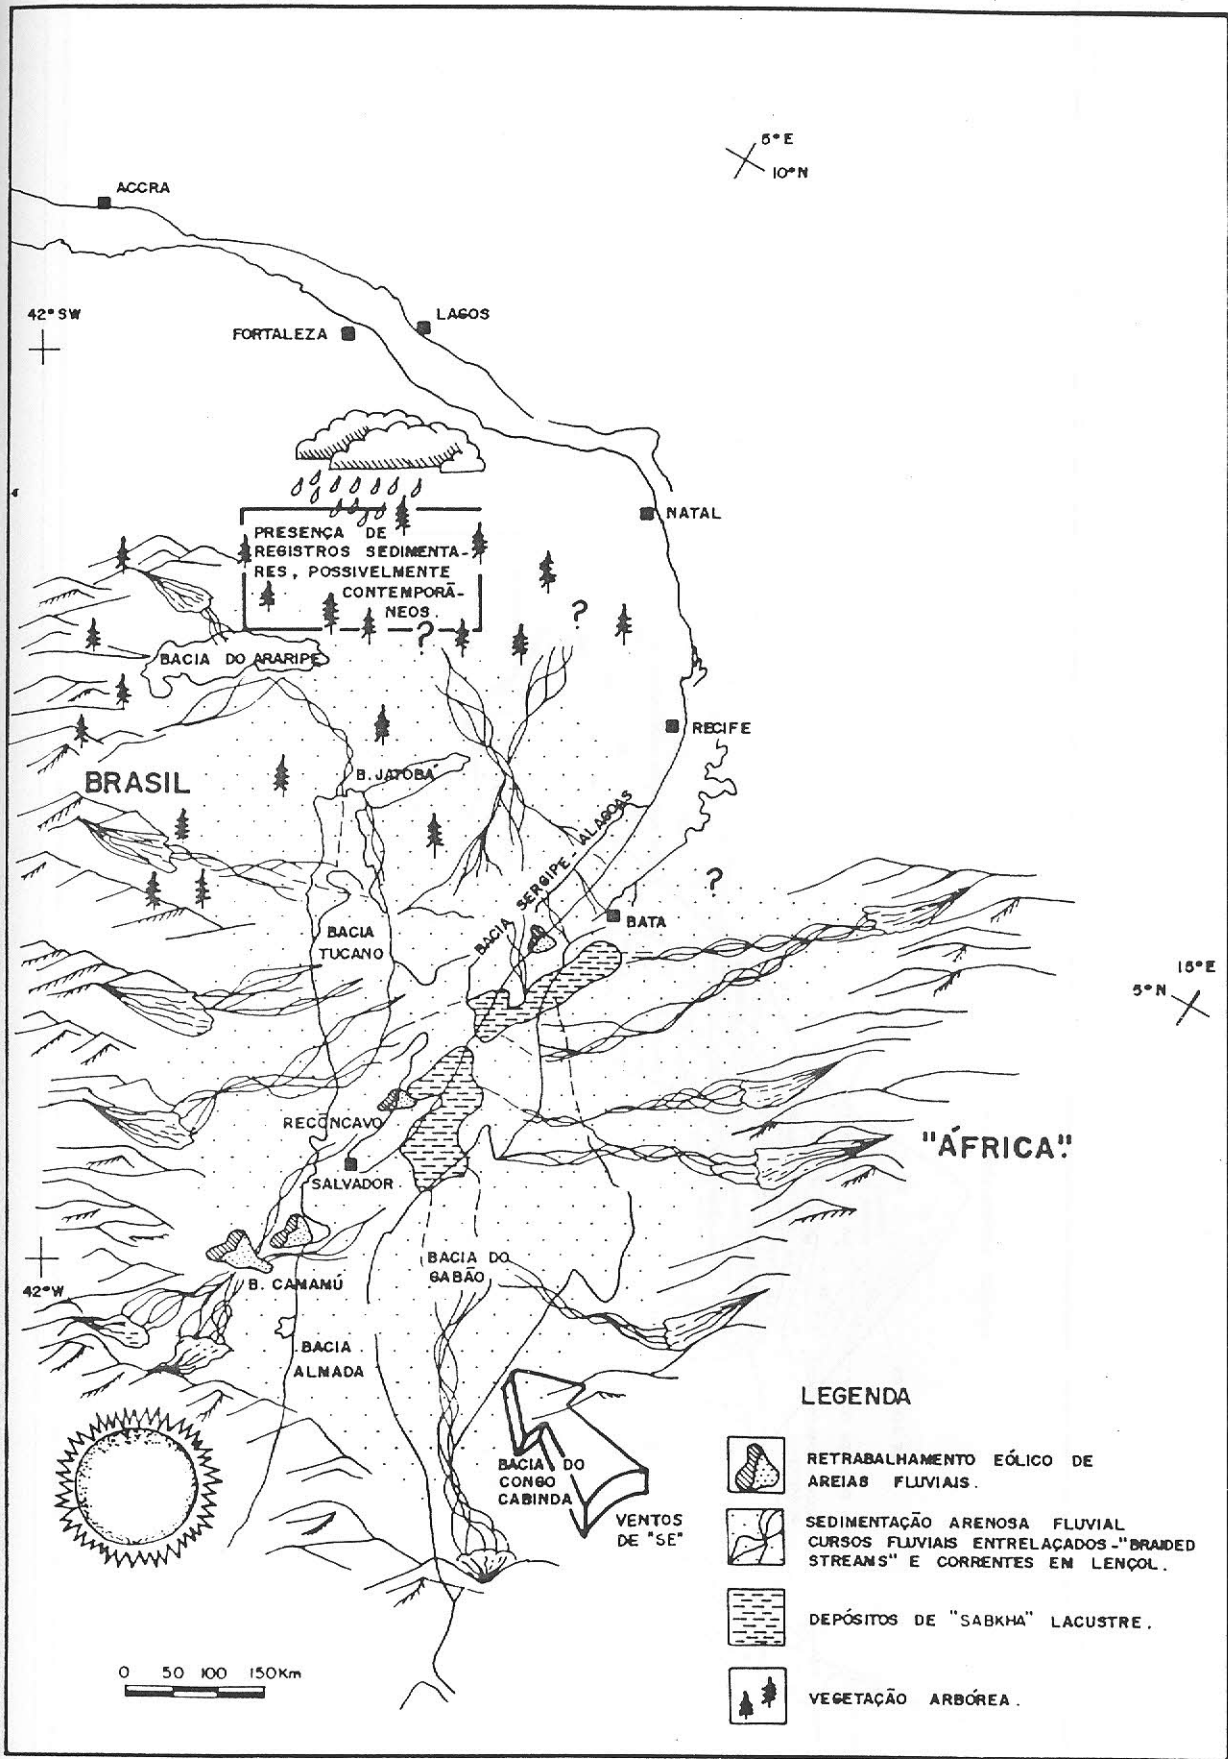 5°E
10°N
ACCRA
42° SW
LAGOS
FORTALEZA
NATAL
PRESENÇA DE
REGISTROS SEDIMENTA-
RES, POSSIVELMENTE
CONTEMPORÂ-
NEOS.
?
?
BACIA DO ARARIPE
RECIFE
BRASIL
B. JATOBÁ
BACIA SERGIPE - ALAGOAS
?
BATA
BACIA
TUCANO
15°E
5°N
RECÔNCAVO
"ÁFRICA".
SALVADOR
BACIA DO
GABÃO
42°W
B. CAMAMÚ
BACIA
ALMADA
BACIA DO
CONGO
CABINDA
VENTOS
DE "SE"
LEGENDA
RETRABALHAMENTO EÓLICO DE
AREIAS FLUVIAIS.
SEDIMENTAÇÃO ARENOSA FLUVIAL
CURSOS FLUVIAIS ENTRELAÇADOS-"BRAIDED
STREAMS" E CORRENTES EM LENÇOL.
DEPÓSITOS DE "SABKHA" LACUSTRE.
VEGETAÇÃO ARBÓREA.
0 50 100 150Km